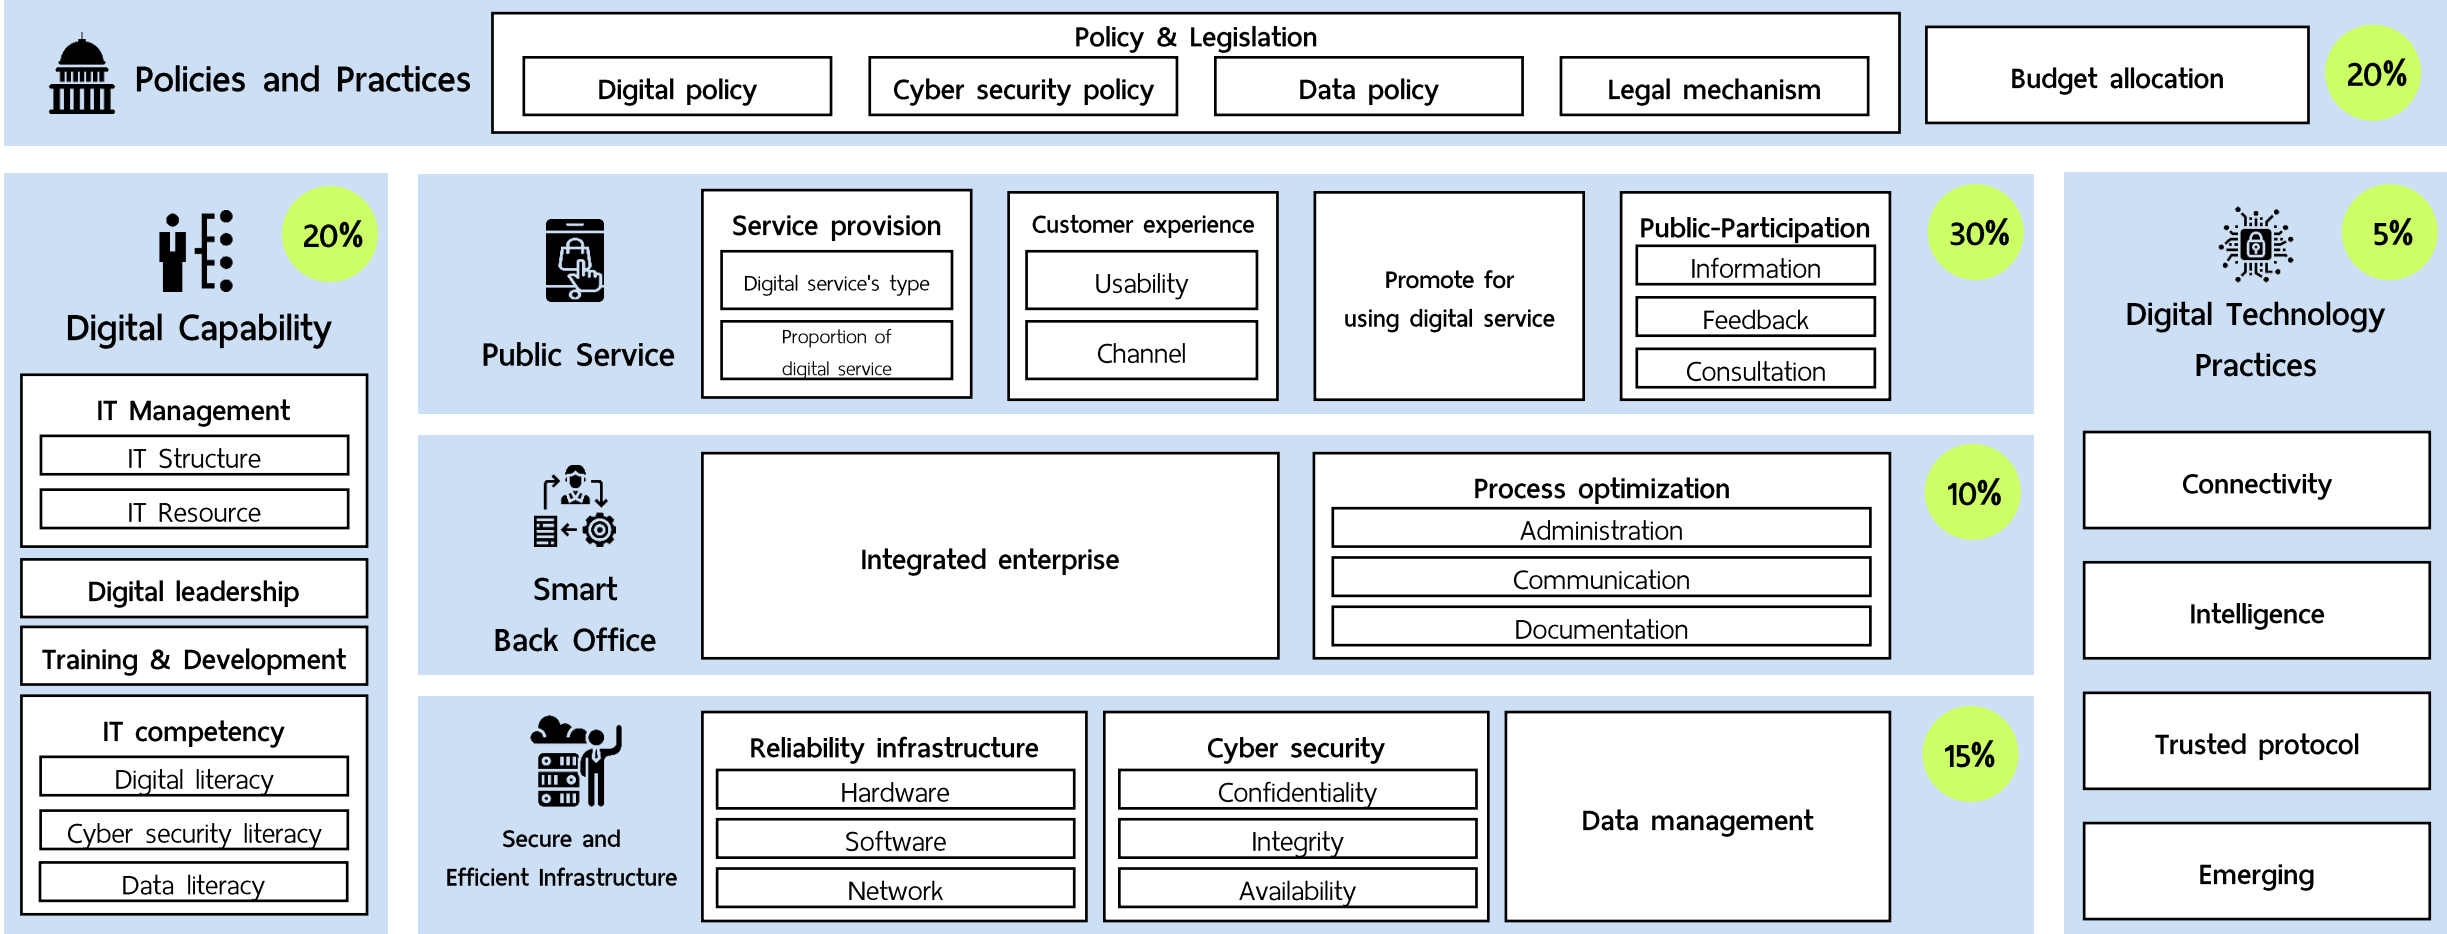 Policies and Practices
Policy & Legislation
Digital policy
Cyber security policy
Data policy
Legal mechanism
Budget allocation
20%
20%
Digital Capability
IT Management
IT Structure
IT Resource
Digital leadership
Training & Development
IT competency
Digital literacy
Cyber security literacy
Data literacy
Public Service
Service provision
Digital service's type
Proportion of
digital service
Customer experience
Usability
Channel
Promote for
using digital service
Public-Participation
Information
Feedback
Consultation
30%
Smart
Back Office
Integrated enterprise
Process optimization
Administration
Communication
Documentation
10%
Secure and
Efficient Infrastructure
Reliability infrastructure
Hardware
Software
Network
Cyber security
Confidentiality
Integrity
Availability
Data management
15%
5%
Digital Technology
Practices
Connectivity
Intelligence
Trusted protocol
Emerging